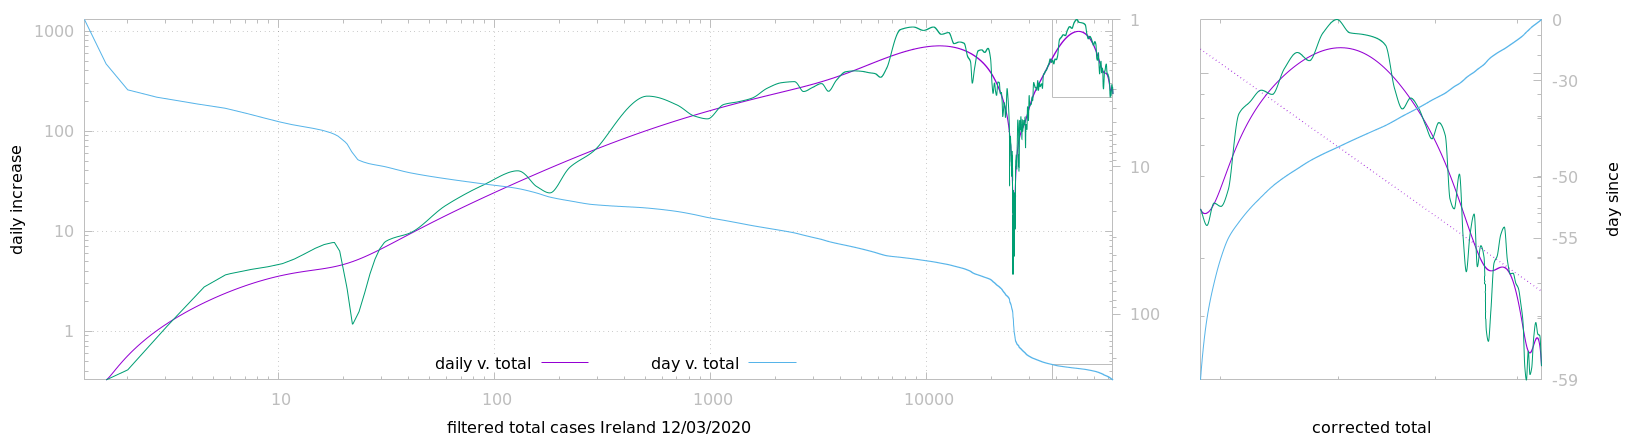 1000
100
10
1
daily increase
10
100
1000
10000
filtered total cases Ireland 12/03/2020
daily v. total
day v. total
1
10
100
0
-30
-50
-55
-59
day since
corrected total